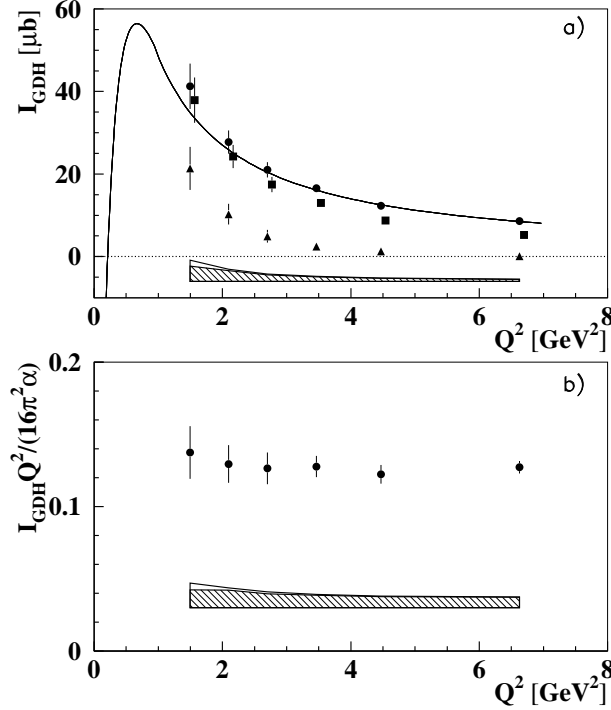 a)
I_GDH [μb]
60
40
20
0
0 2 4 6 8
Q² [GeV²]
b)
I_GDH Q²/(16π²α)
0.2
0.1
0
0 2 4 6 8
Q² [GeV²]